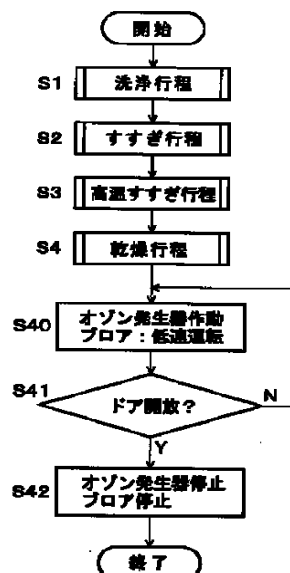 開始
S1 洗浄行程
S2 すすぎ行程
S3 高温すすぎ行程
S4 乾燥行程
S40 オゾン発生器作動
ブロア：低速運転
S41 ドア開放？ N
Y
S42 オゾン発生器停止
ブロア停止
終了